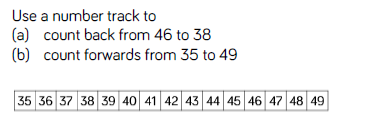 Use a number track to
(a) count back from 46 to 38
(b) count forwards from 35 to 49
35 36 37 38 39 40 41 42 43 44 45 46 47 48 49